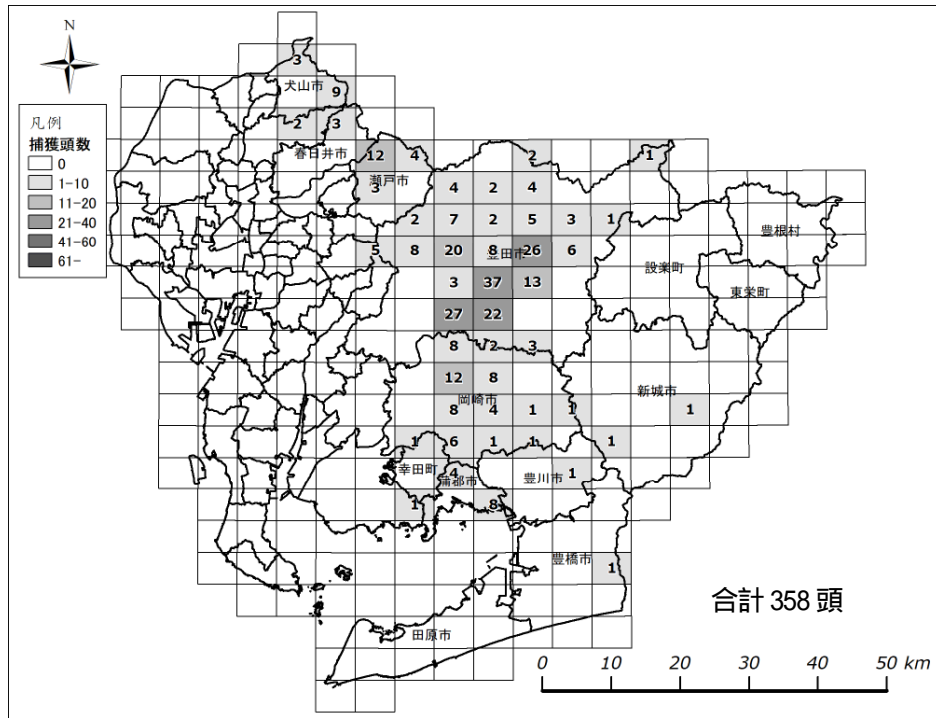 N
3
犬山市
9
凡例
捕獲頭数
0
1-10
11-20
21-40
41-60
61-
2 3
春日井市
12 4 2 1
3
瀬戸市
4 2 4
2 7 2 5 3 1
豊根村
5 8 20 8 26 6
豊田市
設楽町
東栄町
3 37 13
27 22
8 2 3
12 8
岡崎市
新城市
8 4 1 1 1
1 6 1 1 1
幸田町
4
蒲郡市
豊川市
1
1 8
豊橋市
1
合計 358 頭
田原市
0 10 20 30 40 50 km